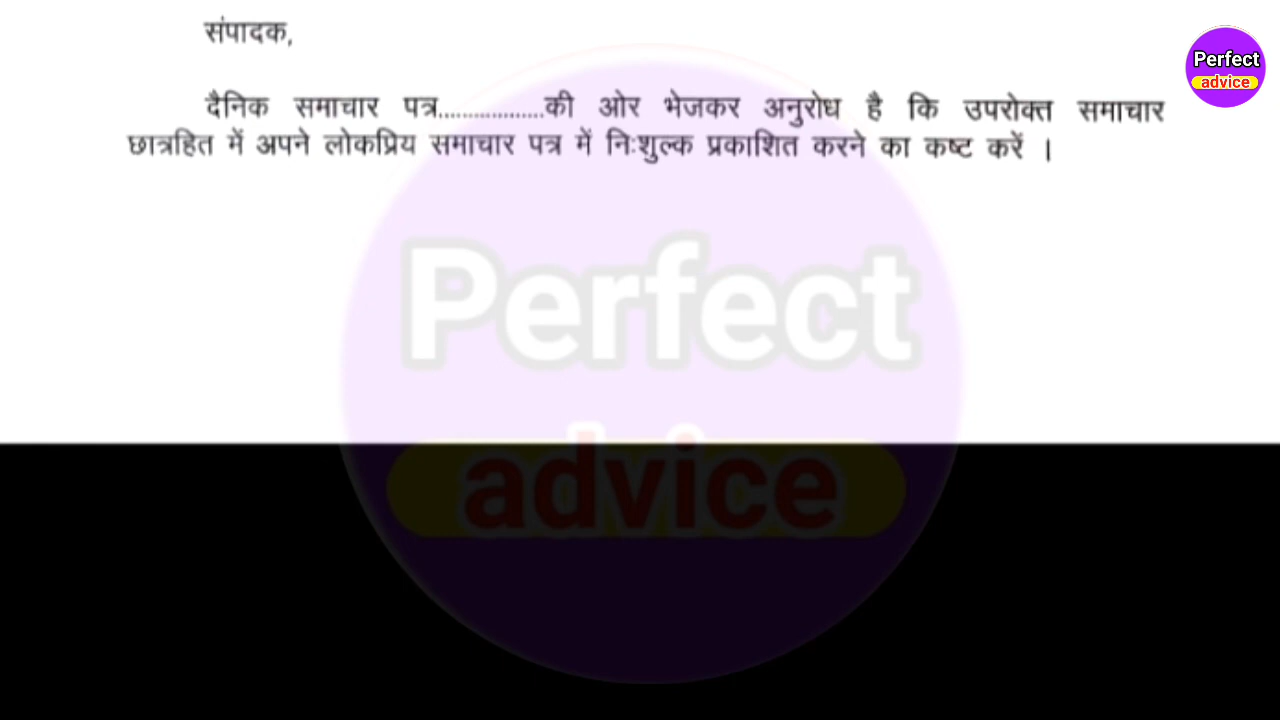 संपादक,
Perfect
advice
दैनिक समाचार पत्र..................की ओर भेजकर अनुरोध है कि उपरोक्त समाचार
छात्रहित में अपने लोकप्रिय समाचार पत्र में निःशुल्क प्रकाशित करने का कष्ट करें ।
Perfect
advice